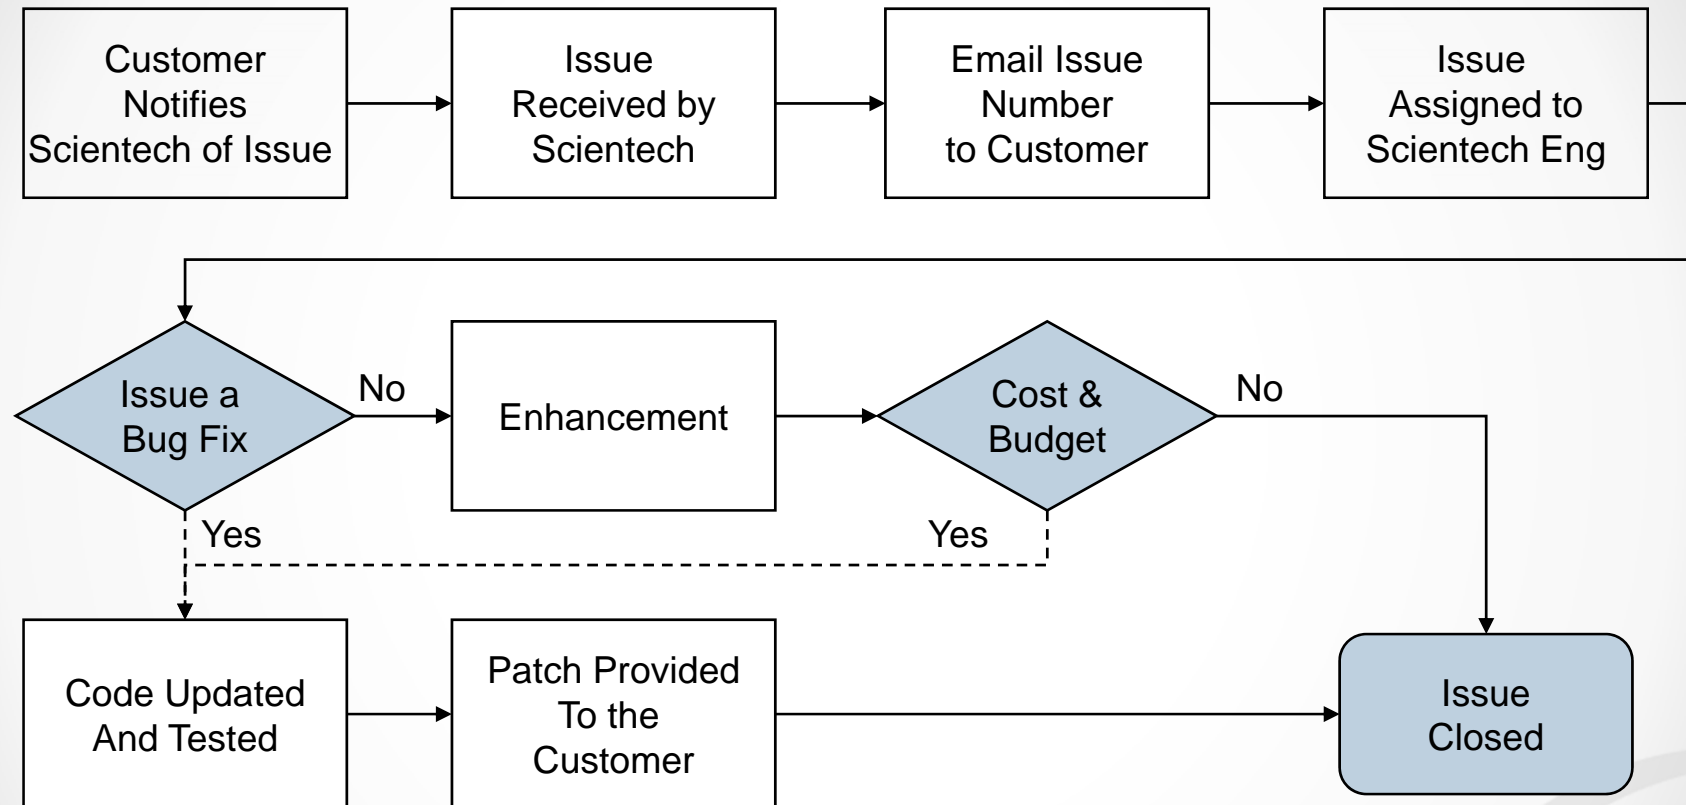 Customer
Notifies
Scientech of Issue
Issue
Received by
Scientech
Email Issue
Number
to Customer
Issue
Assigned to
Scientech Eng
Issue a
Bug Fix
No
Enhancement
Cost &
Budget
No
Yes
Yes
Code Updated
And Tested
Patch Provided
To the
Customer
Issue
Closed